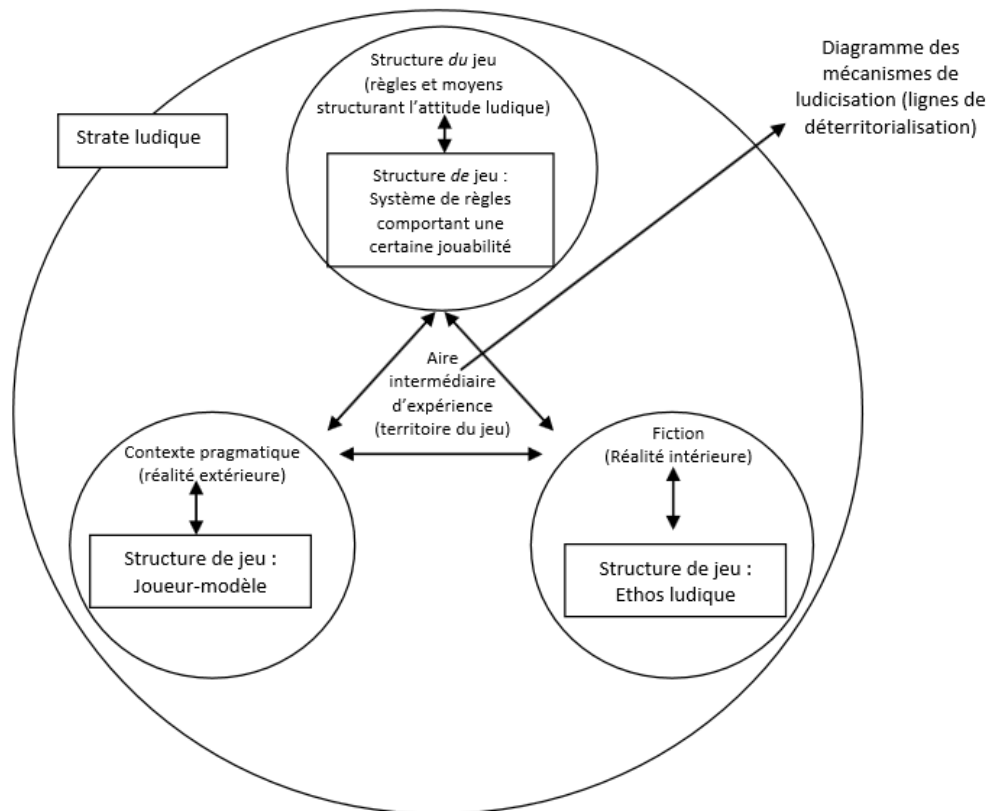 Structure du jeu
(règles et moyens
structurant l’attitude ludique)
Diagramme des
mécanismes de
ludicisation (lignes de
déterritorialisation)
Strate ludique
Structure de jeu :
Système de règles
comportant une
certaine jouabilité
Aire
intermédiaire
d’expérience
(territoire du jeu)
Contexte pragmatique
(réalité extérieure)
Structure de jeu :
Joueur-modèle
Fiction
(Réalité intérieure)
Structure de jeu :
Ethos ludique